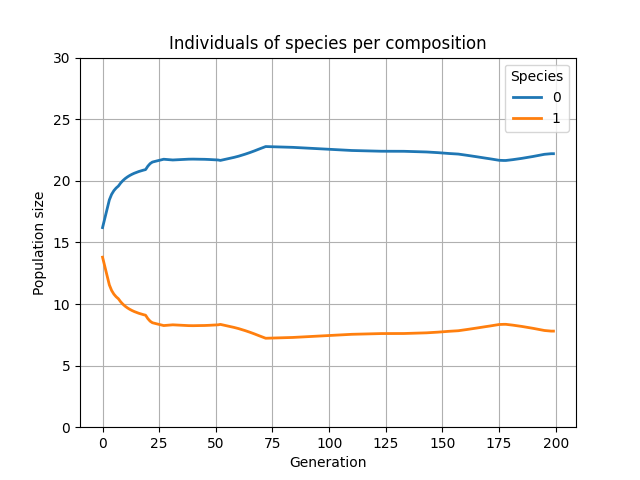 Individuals of species per composition
Species
0
1
30
25
20
15
10
5
0
Population size
0 25 50 75 100 125 150 175 200
Generation